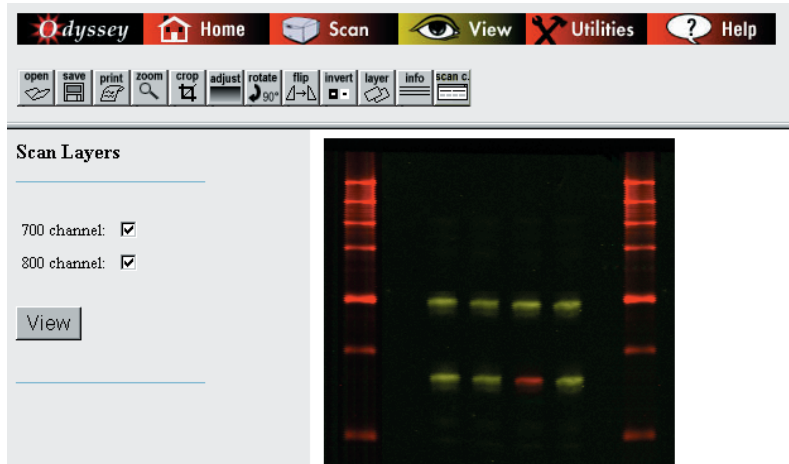 Odyssey Home Scan View Utilities Help
open save print zoom crop adjust rotate flip invert layer info scan c.
90°
Scan Layers
700 channel:
800 channel:
View